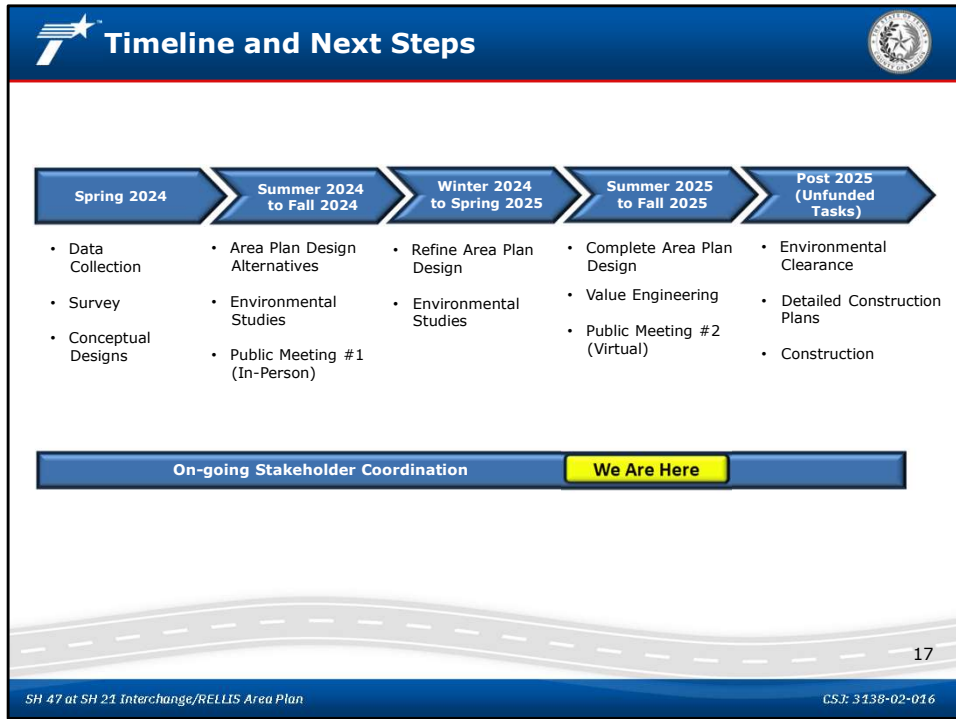 Timeline and Next Steps
Spring 2024
Summer 2024
to Fall 2024
Winter 2024
to Spring 2025
Summer 2025
to Fall 2025
Post 2025
(Unfunded
Tasks)
• Data
Collection
• Survey
• Conceptual
Designs
• Area Plan Design
Alternatives
• Environmental
Studies
• Public Meeting #1
(In-Person)
• Refine Area Plan
Design
• Environmental
Studies
• Complete Area Plan
Design
• Value Engineering
• Public Meeting #2
(Virtual)
• Environmental
Clearance
• Detailed Construction
Plans
• Construction
On-going Stakeholder Coordination
We Are Here
17
SH 47 at SH 21 Interchange/RELLIS Area Plan
CSJ: 3138-02-016